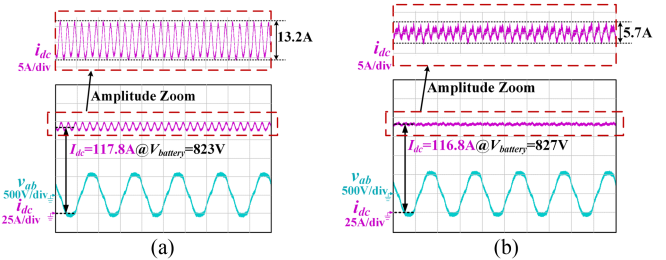 13.2A
i_dc
5A/div
Amplitude Zoom
I_dc=117.8A@V_battery=823V
v_ab
500V/div
i_dc
25A/div
(a)
5.7A
i_dc
5A/div
Amplitude Zoom
I_dc=116.8A@V_battery=827V
v_ab
500V/div
i_dc
25A/div
(b)